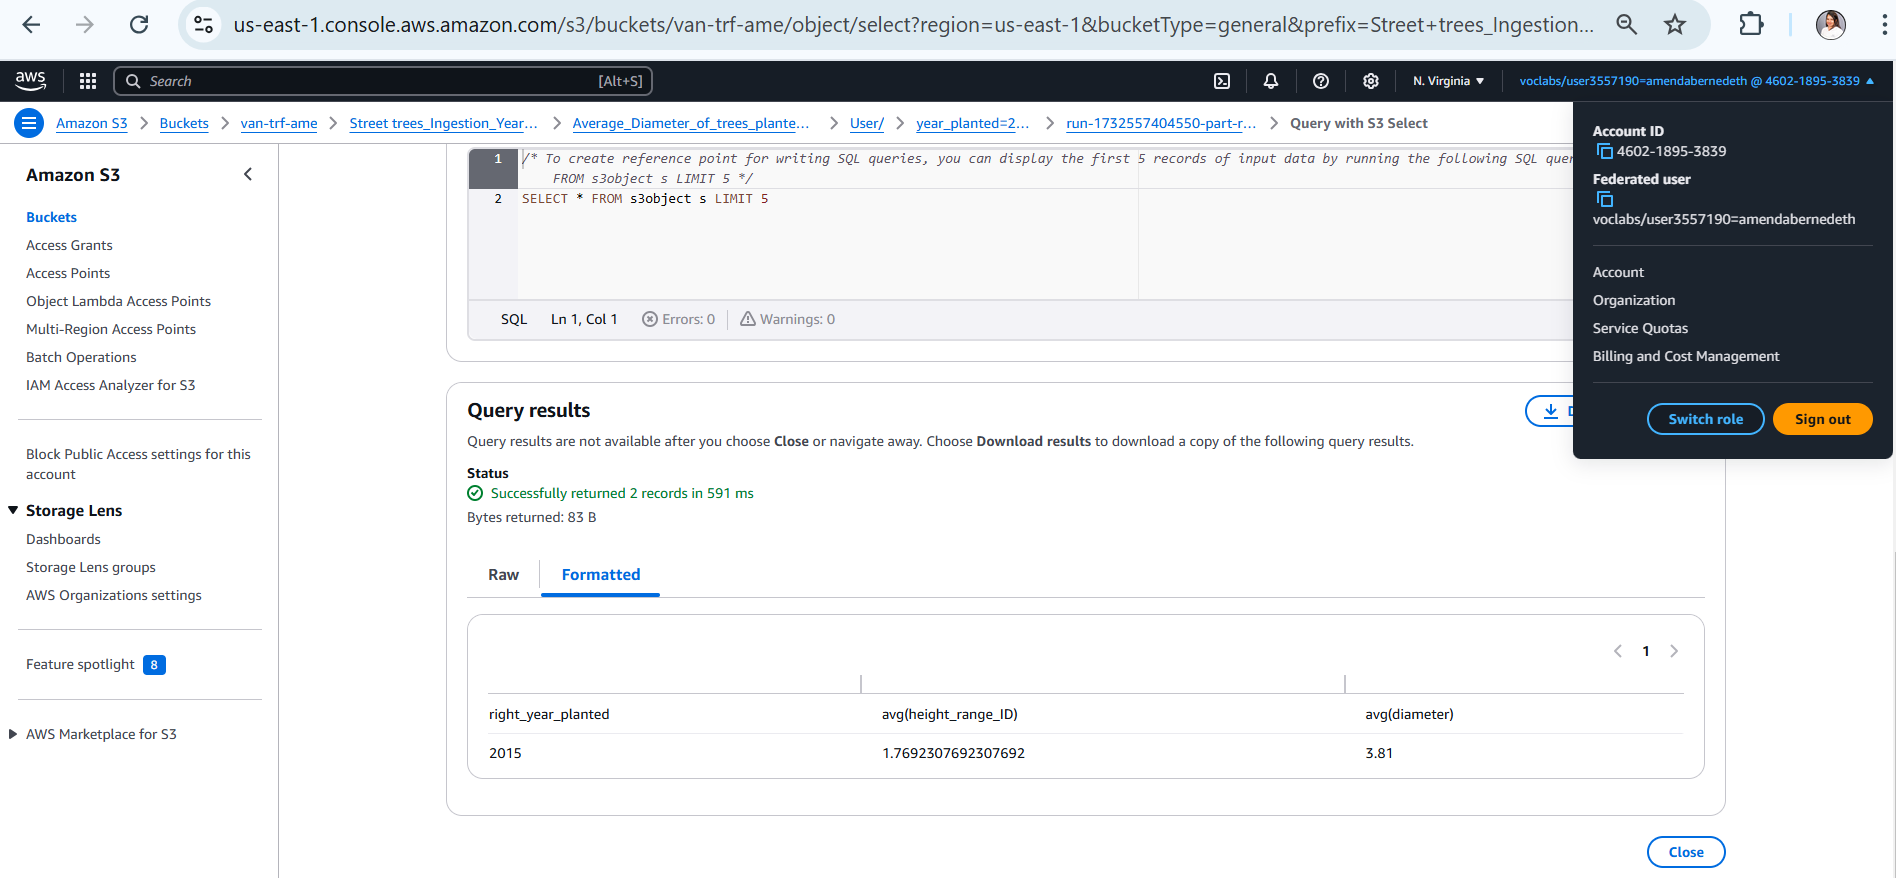 us-east-1.console.aws.amazon.com/s3/buckets/van-trf-ame/object/select?region=us-east-1&bucketType=general&prefix=Street+trees_Ingestion...
aws
Search
[Alt+S]
N. Virginia
voclabs/user3557190=amendabernedeth @ 4602-1895-3839
Amazon S3
Buckets
van-trf-ame
Street trees_Ingestion_Year...
Average_Diameter_of_trees_plante...
User/
year_planted=2...
run-1732557404550-part-r...
Query with S3 Select
Account ID
4602-1895-3839
Federated user
voclabs/user3557190=amendabernedeth
Account
Organization
Service Quotas
Billing and Cost Management
Switch role
Sign out
Amazon S3
Buckets
Access Grants
Access Points
Object Lambda Access Points
Multi-Region Access Points
Batch Operations
IAM Access Analyzer for S3
Block Public Access settings for this
account
Storage Lens
Dashboards
Storage Lens groups
AWS Organizations settings
Feature spotlight 8
AWS Marketplace for S3
1 /* To create reference point for writing SQL queries, you can display the first 5 records of input data by running the following SQL
FROM s3object s LIMIT 5 */
2 SELECT * FROM s3object s LIMIT 5
SQL Ln 1, Col 1 Errors: 0 Warnings: 0
Query results
Query results are not available after you choose Close or navigate away. Choose Download results to download a copy of the following query results.
Status
Successfully returned 2 records in 591 ms
Bytes returned: 83 B
Raw
Formatted
1
right_year_planted avg(height_range_ID) avg(diameter)
2015 1.7692307692307692 3.81
Close